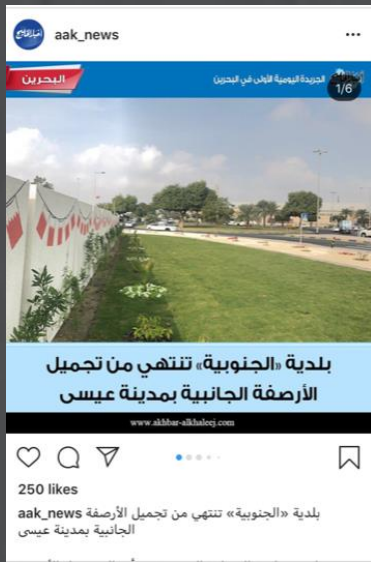 aak_news
البحرين
الجريدة اليومية الأولى في البحرين
1/6
بلدية «الجنوبية» تنتهي من تجميل
الأرصفة الجانبية بمدينة عيسى
www.akhbar-alkhaleej.com
250 likes
aak_news بلدية «الجنوبية» تنتهي من تجميل الأرصفة
الجانبية بمدينة عيسى